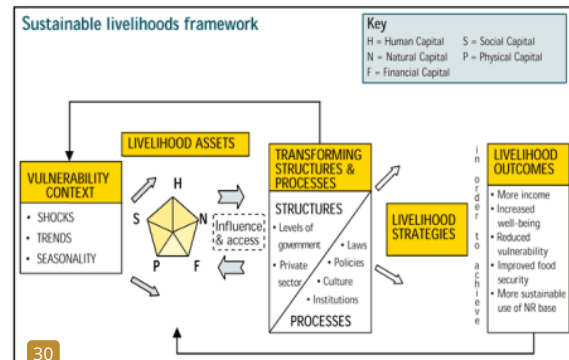 Sustainable livelihoods framework
Key
H = Human Capital S = Social Capital
N = Natural Capital P = Physical Capital
F = Financial Capital
LIVELIHOOD ASSETS
VULNERABILITY
CONTEXT
• SHOCKS
• TRENDS
• SEASONALITY
H
S
N
P
F
Influence
& access
TRANSFORMING
STRUCTURES &
PROCESSES
STRUCTURES
• Levels of
government
• Private
sector
• Laws
• Policies
• Culture
• Institutions
PROCESSES
LIVELIHOOD
STRATEGIES
in order to achieve
LIVELIHOOD
OUTCOMES
• More income
• Increased
well-being
• Reduced
vulnerability
• Improved food
security
• More sustainable
use of NR base
30